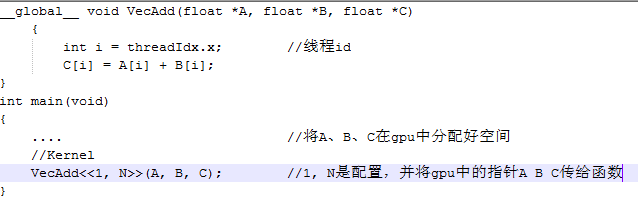 __global__ void VecAdd(float *A, float *B, float *C)
{
int i = threadIdx.x; //线程id
C[i] = A[i] + B[i];
}
int main(void)
{
.... //将A、B、C在gpu中分配好空间
//Kernel
VecAdd<<1, N>>(A, B, C); //1, N是配置，并将gpu中的指针A B C传给函数
}